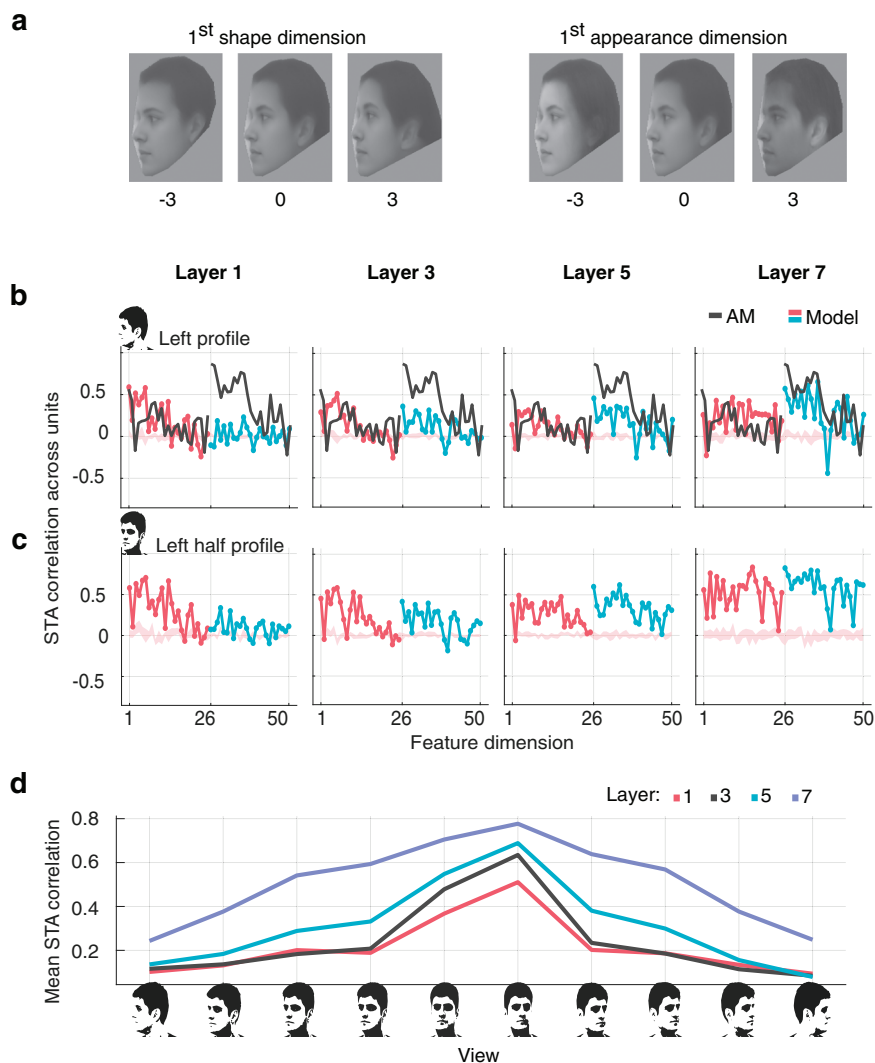 a
1st shape dimension
1st appearance dimension
-3 0 3
-3 0 3
Layer 1 Layer 3 Layer 5 Layer 7
b
AM Model
Left profile
0.5
0
-0.5
STA correlation across units
c
Left half profile
0.5
0
-0.5
1 26 50 1 26 50 1 26 50 1 26 50
Feature dimension
d
Layer: 1 3 5 7
0.8
0.6
0.4
0.2
Mean STA correlation
View